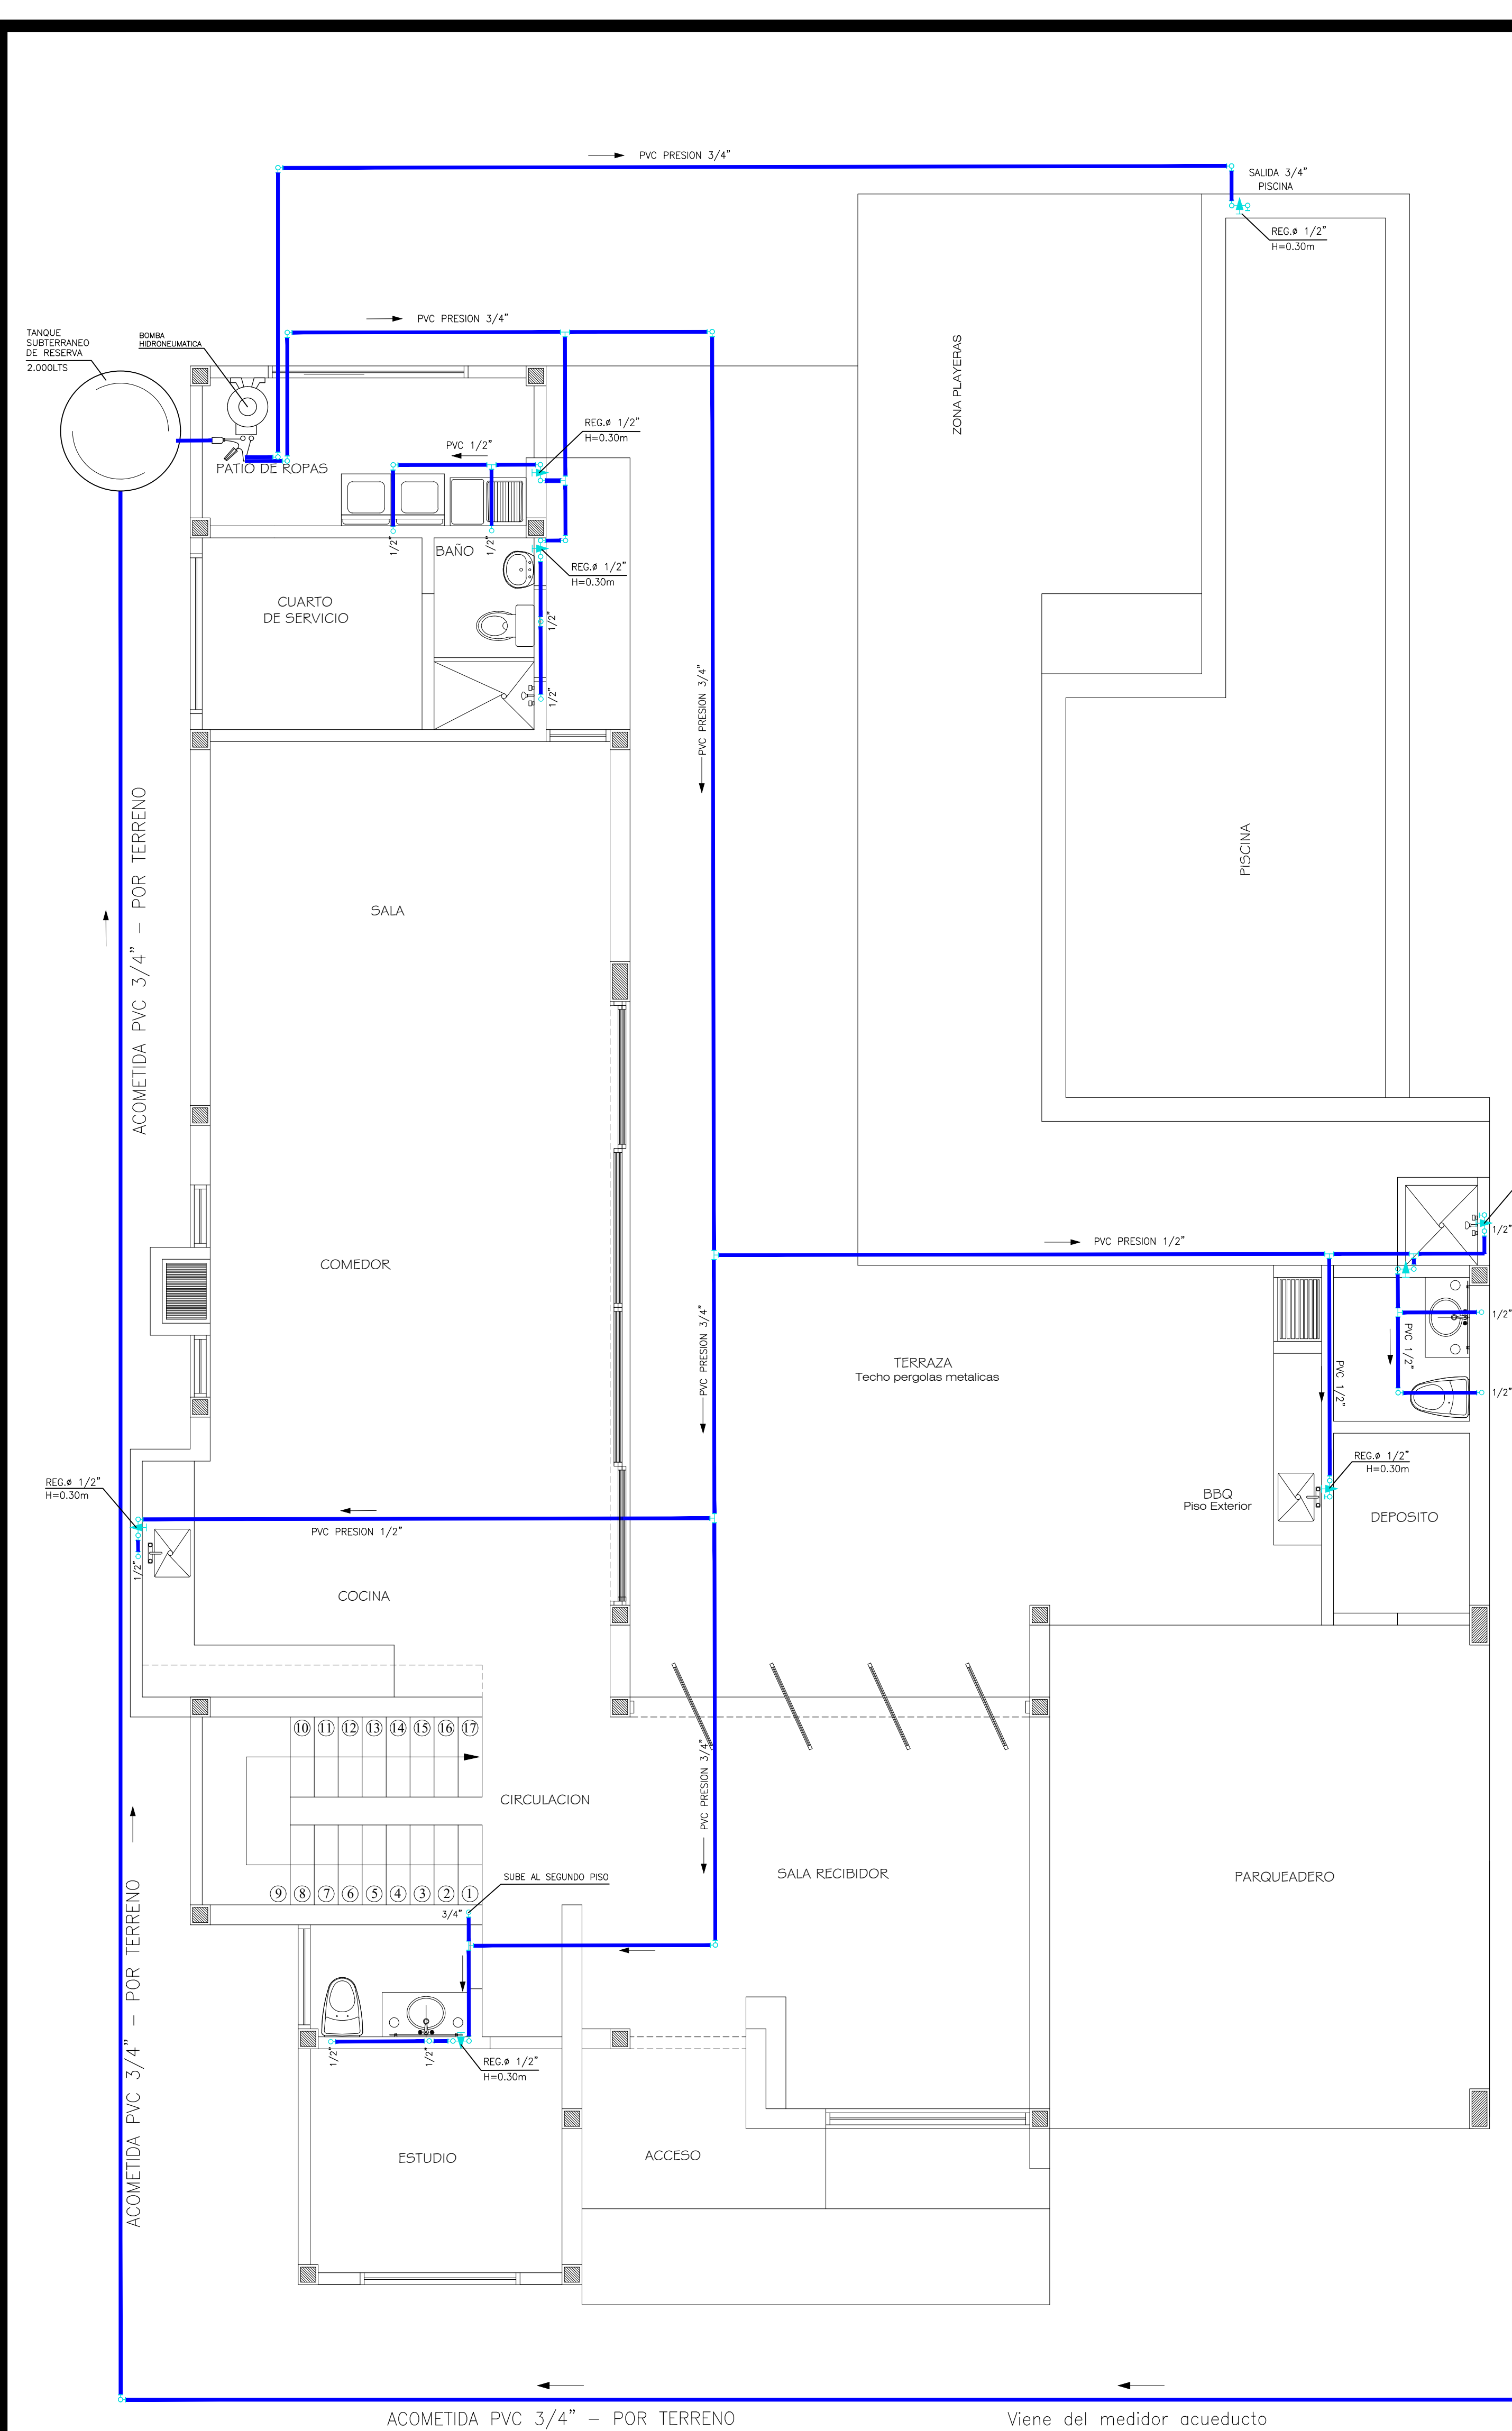 PVC PRESION 3/4"
SALIDA 3/4"
PISCINA
REG.ø 1/2"
H=0.30m
TANQUE
SUBTERRANEO
DE RESERVA
2.000LTS
BOMBA
HIDRONEUMATICA
PVC PRESION 3/4"
ZONA PLAYERAS
REG.ø 1/2"
H=0.30m
PVC 1/2"
PATIO DE ROPAS
1/2"
1/2"
BAÑO
REG.ø 1/2"
H=0.30m
CUARTO
DE SERVICIO
1/2"
1/2"
PVC PRESION 3/4"
ACOMETIDA PVC 3/4" – POR TERRENO
SALA
PISCINA
1/2"
PVC PRESION 1/2"
COMEDOR
PVC PRESION 3/4"
1/2"
PVC 1/2"
TERRAZA
Techo pergolas metalicas
PVC 1/2"
1/2"
REG.ø 1/2"
H=0.30m
REG.ø 1/2"
H=0.30m
BBQ
Piso Exterior
DEPOSITO
PVC PRESION 1/2"
1/2"
COCINA
10 11 12 13 14 15 16 17
PVC PRESION 3/4"
CIRCULACION
SUBE AL SEGUNDO PISO
SALA RECIBIDOR
PARQUEADERO
9 8 7 6 5 4 3 2 1
3/4"
ACOMETIDA PVC 3/4" – POR TERRENO
1/2"
1/2"
REG.ø 1/2"
H=0.30m
ESTUDIO
ACCESO
ACOMETIDA PVC 3/4" – POR TERRENO
Viene del medidor acueducto